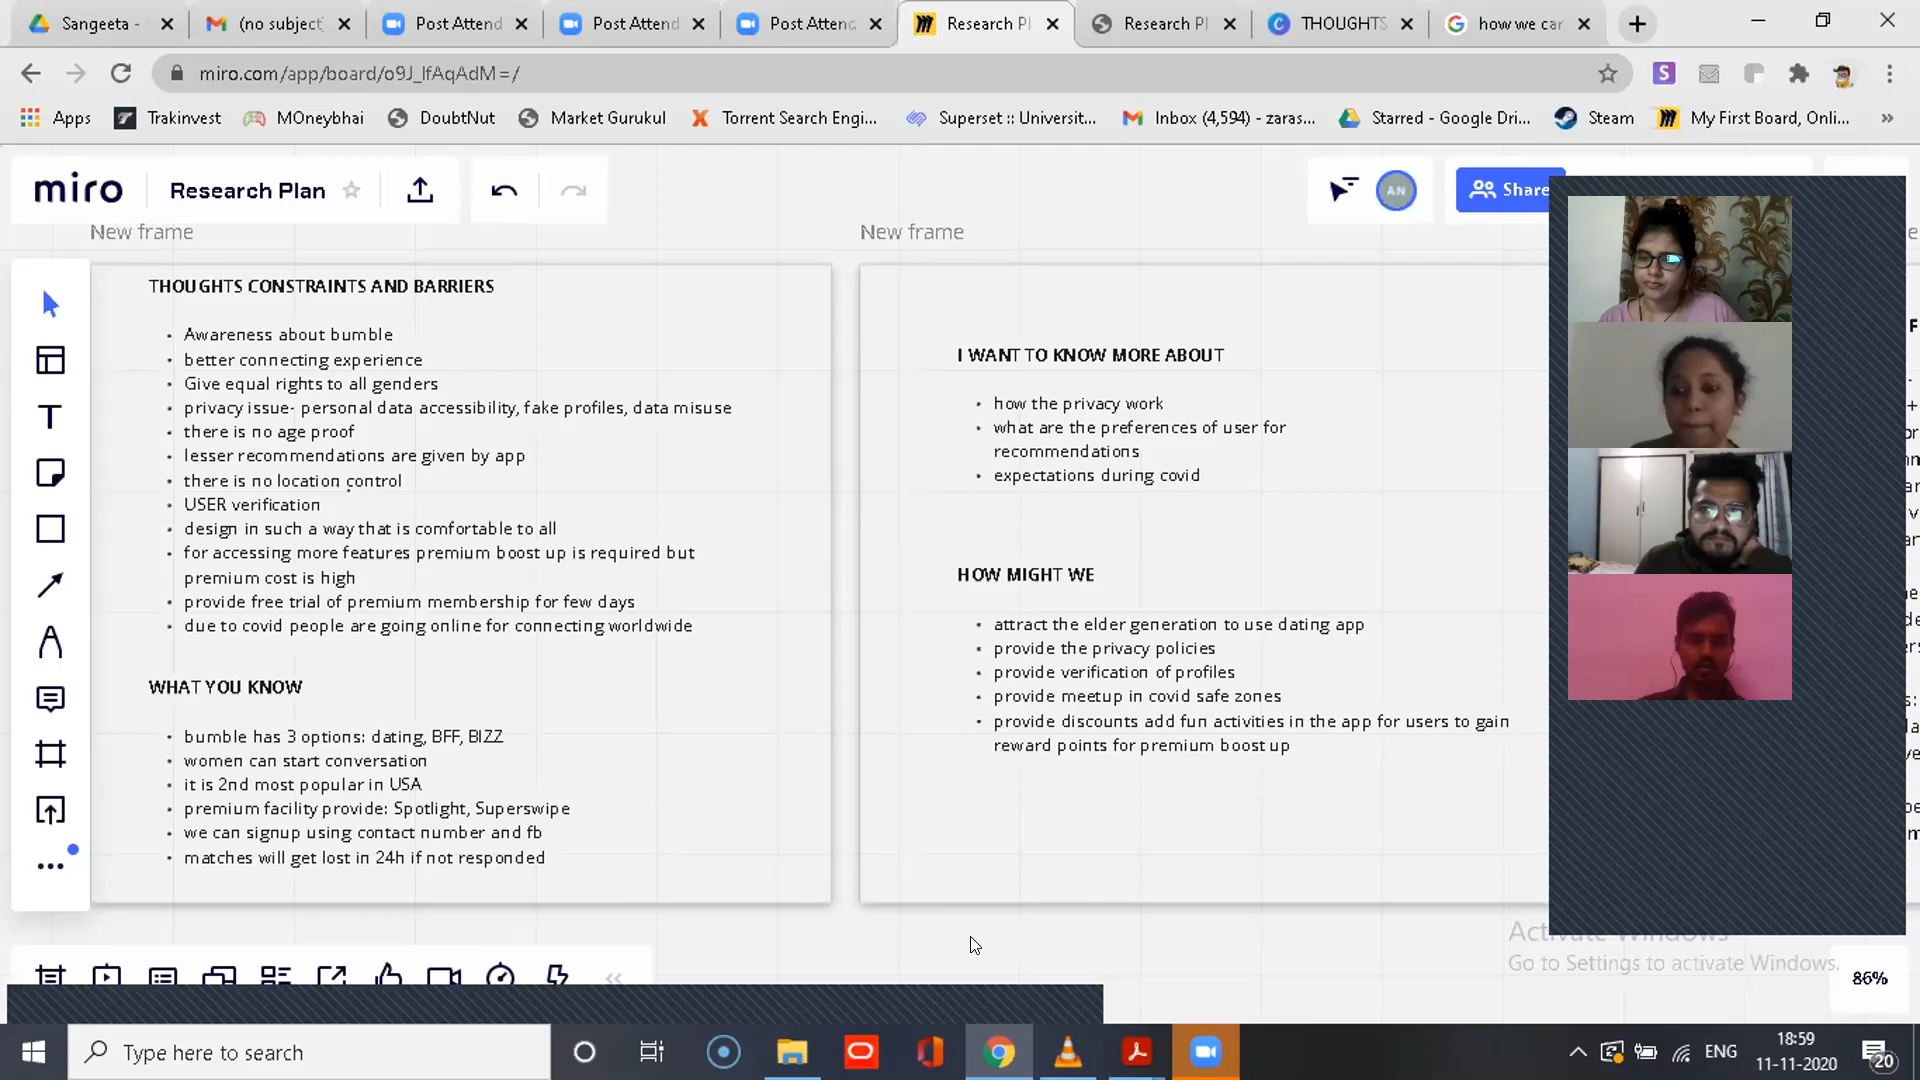 Sangeeta -
(no subject
Post Attend
Post Attend
Post Attend
Research Pl
Research Pl
THOUGHTS
how we car
miro.com/app/board/o9J_lfAqAdM=/
Apps
Trakinvest
MOneybhai
DoubtNut
Market Gurukul
Torrent Search Engi...
Superset :: Universit...
Inbox (4,594) - zaras...
Starred - Google Dri...
Steam
My First Board, Onli...
miro
Research Plan
AN
Share
New frame
THOUGHTS CONSTRAINTS AND BARRIERS
• Awareness about bumble
• better connecting experience
• Give equal rights to all genders
• privacy issue- personal data accessibility, fake profiles, data misuse
• there is no age proof
• lesser recommendations are given by app
• there is no location control
• USER verification
• design in such a way that is comfortable to all
• for accessing more features premium boost up is required but
premium cost is high
• provide free trial of premium membership for few days
• due to covid people are going online for connecting worldwide
WHAT YOU KNOW
• bumble has 3 options: dating, BFF, BIZZ
• women can start conversation
• it is 2nd most popular in USA
• premium facility provide: Spotlight, Superswipe
• we can signup using contact number and fb
• matches will get lost in 24h if not responded
New frame
I WANT TO KNOW MORE ABOUT
• how the privacy work
• what are the preferences of user for
recommendations
• expectations during covid
HOW MIGHT WE
• attract the elder generation to use dating app
• provide the privacy policies
• provide verification of profiles
• provide meetup in covid safe zones
• provide discounts add fun activities in the app for users to gain
reward points for premium boost up
Activate Windows
Go to Settings to activate Windows.
86%
Type here to search
ENG
18:59
11-11-2020
20